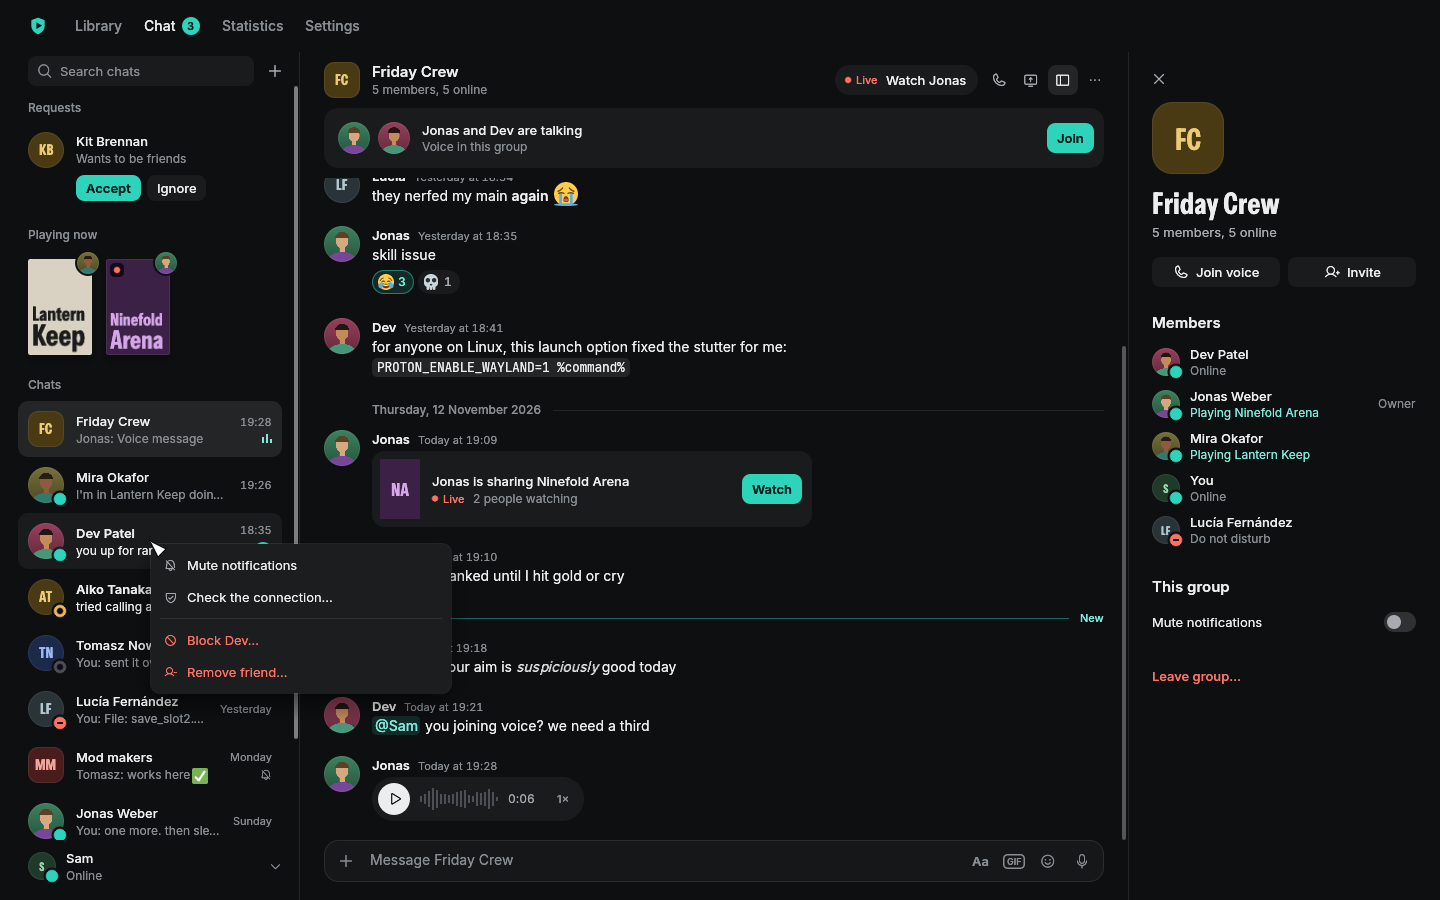 Library
Chat 3
Statistics
Settings
Search chats
Requests
KB
Kit Brennan
Wants to be friends
Accept
Ignore
Playing now
Lantern
Keep
Ninefold
Arena
Chats
FC
Friday Crew
19:28
Jonas: Voice message
Mira Okafor
19:26
I'm in Lantern Keep doin...
Dev Patel
18:35
you up for
AT
Aiko Tanaka
tried calling
TN
Tomasz
You: sent it
LF
Lucía Fernández
Yesterday
You: File: save_slot2....
MM
Mod makers
Monday
Tomasz: works here ✅
Jonas Weber
Sunday
You: one more. then sle...
S
Sam
Online
Mute notifications
Check the connection...
Block Dev...
Remove friend...
FC
Friday Crew
5 members, 5 online
Live
Watch Jonas
Jonas and Dev are talking
Voice in this group
Join
LF
Lucía Yesterday at 18:34
they nerfed my main again 😭
Jonas Yesterday at 18:35
skill issue
😂 3
💀 1
Dev Yesterday at 18:41
for anyone on Linux, this launch option fixed the stutter for me:
PROTON_ENABLE_WAYLAND=1 %command%
Thursday, 12 November 2026
Jonas Today at 19:09
NA
Jonas is sharing Ninefold Arena
Live 2 people watching
Watch
at 19:10
until I hit gold or cry
New
19:18
aim is suspiciously good today
Dev Today at 19:21
@Sam you joining voice? we need a third
Jonas Today at 19:28
0:06
1×
Message Friday Crew
Aa
GIF
FC
Friday Crew
5 members, 5 online
Join voice
Invite
Members
Dev Patel
Online
Jonas Weber
Playing Ninefold Arena
Owner
Mira Okafor
Playing Lantern Keep
S
You
Online
LF
Lucía Fernández
Do not disturb
This group
Mute notifications
Leave group...